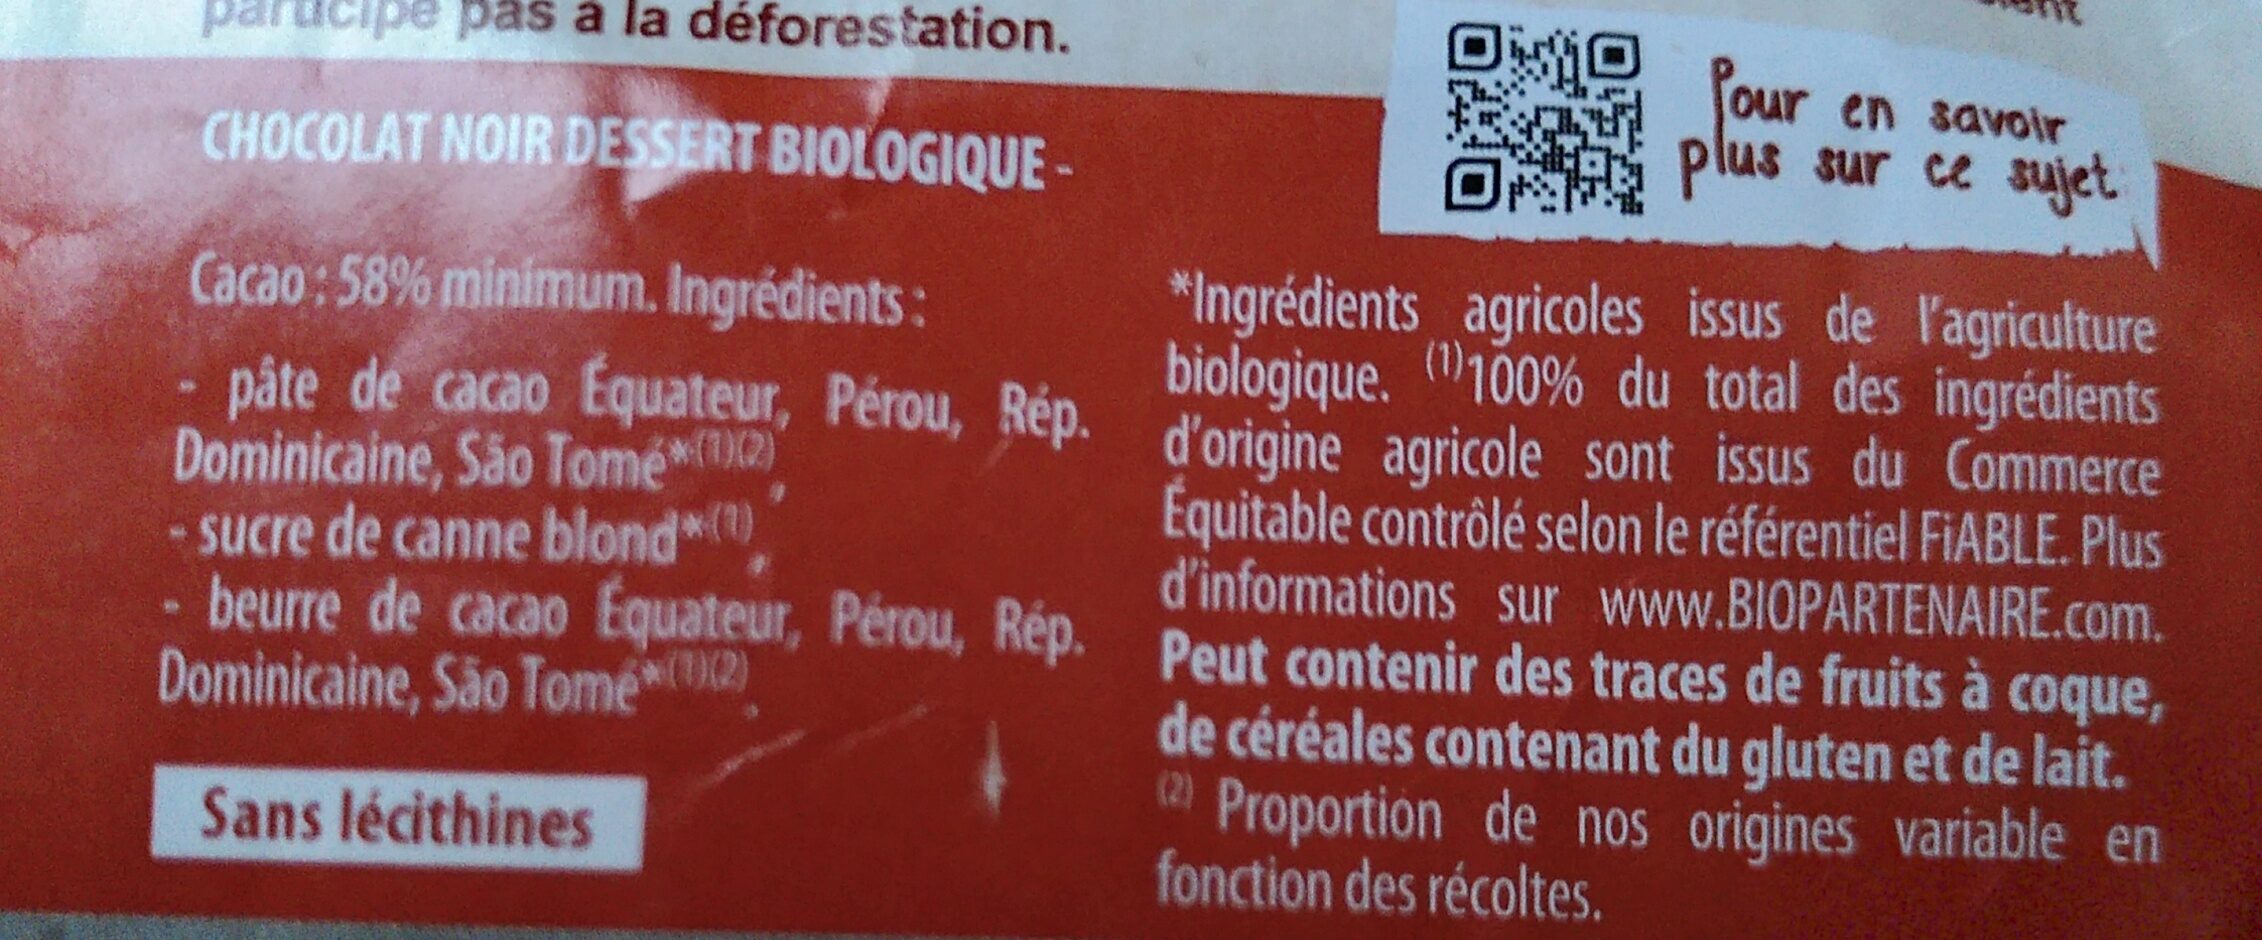 participe pas à la déforestation.
CHOCOLAT NOIR DESSERT BIOLOGIQUE -
Cacao : 58% minimum. Ingrédients :
- pâte de cacao Équateur, Pérou, Rép.
Dominicaine, São Tomé*(1)(2),
- sucre de canne blond*(1),
- beurre de cacao Équateur, Pérou, Rép.
Dominicaine, São Tomé*(1)(2).
Sans lécithines
Pour en savoir
plus sur ce sujet
*Ingrédients agricoles issus de l'agriculture
biologique. (1)100% du total des ingrédients
d'origine agricole sont issus du Commerce
Équitable contrôlé selon le référentiel FiABLE. Plus
d'informations sur www.BIOPARTENAIRE.com.
Peut contenir des traces de fruits à coque,
de céréales contenant du gluten et de lait.
(2) Proportion de nos origines variable en
fonction des récoltes.